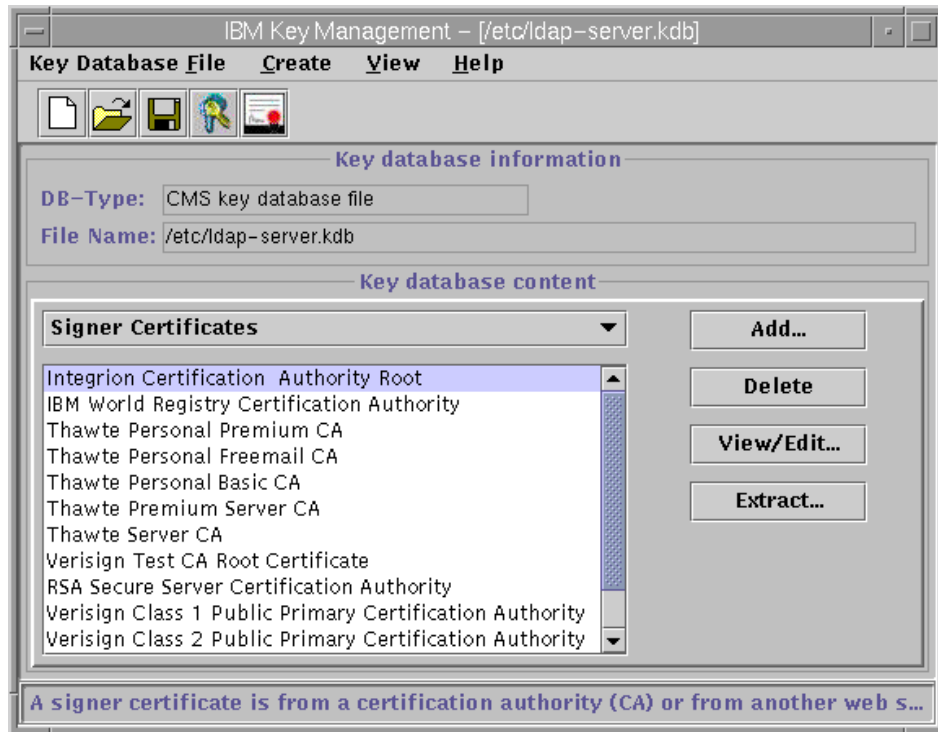 IBM Key Management – [/etc/ldap-server.kdb]
Key Database File Create View Help
Key database information
DB-Type: CMS key database file
File Name: /etc/ldap-server.kdb
Key database content
Signer Certificates
Add...
Integrion Certification  Authority Root
Delete
IBM World Registry Certification Authority
Thawte Personal Premium CA
View/Edit...
Thawte Personal Freemail CA
Thawte Personal Basic CA
Extract...
Thawte Premium Server CA
Thawte Server CA
Verisign Test CA Root Certificate
RSA Secure Server Certification Authority
Verisign Class 1 Public Primary Certification Authority
Verisign Class 2 Public Primary Certification Authority
A signer certificate is from a certification authority (CA) or from another web s...